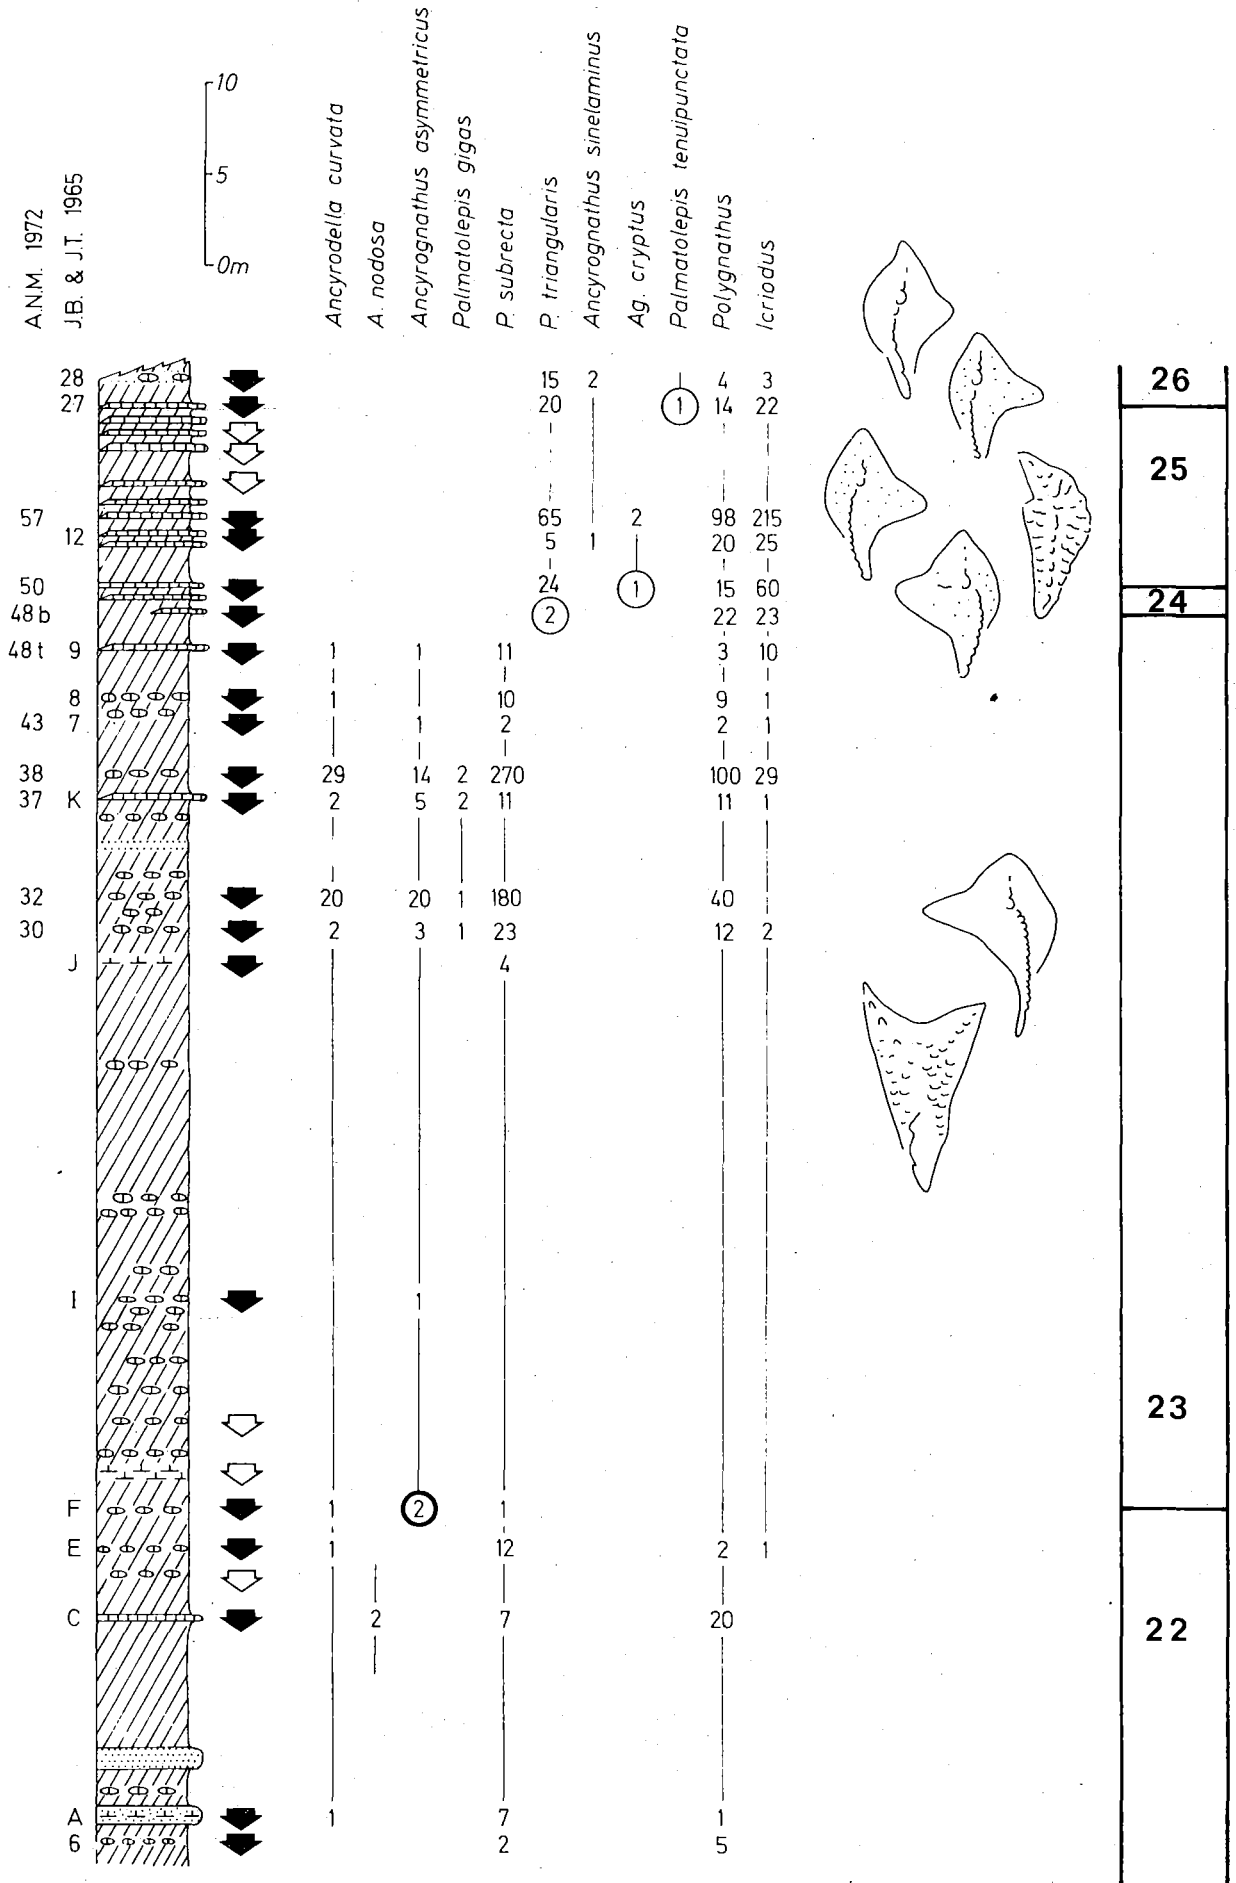 A.N.M. 1972
J.B. & J.T. 1965
10
5
0m
Ancyrodella curvata
A. nodosa
Ancyrognathus asymmetricus
Palmatolepis gigas
P. subrecta
P. triangularis
Ancyrognathus sinelaminus
Ag. cryptus
Palmatolepis tenuipunctata
Polygnathus
Icriodus
28 15 2 4 3
27 20 1 14 22
57 65 2 98 215
12 5 1 20 25
50 24 1 15 60
48b 2 22 23
48t 9 1 1 11 3 10
8 1 10 9 1
43 7 1 2 2 1
38 29 14 2 270 100 29
37 K 2 5 2 11 11 1
32 20 20 1 180 40
30 2 3 1 23 12 2
J 4
I 1
F 1 2 1
E 1 12 2 1
C 2 7 20
A 1 7 1
6 2 5
26
25
24
23
22